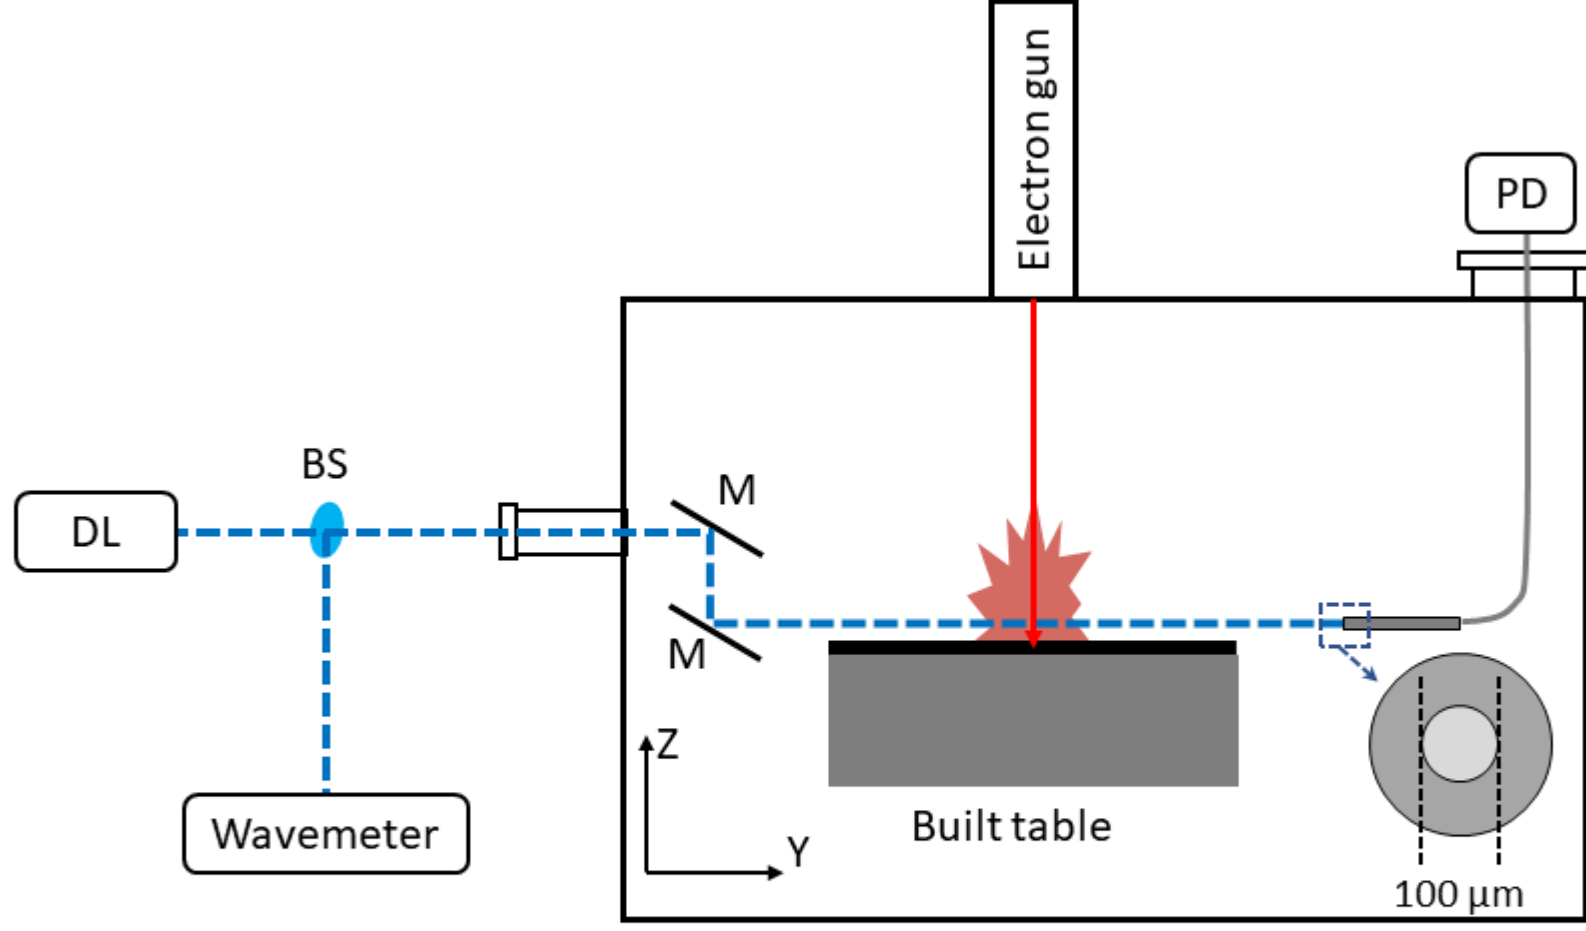 Electron gun
PD
BS
M
DL
M
Z
Wavemeter
Built table
Y
100 μm